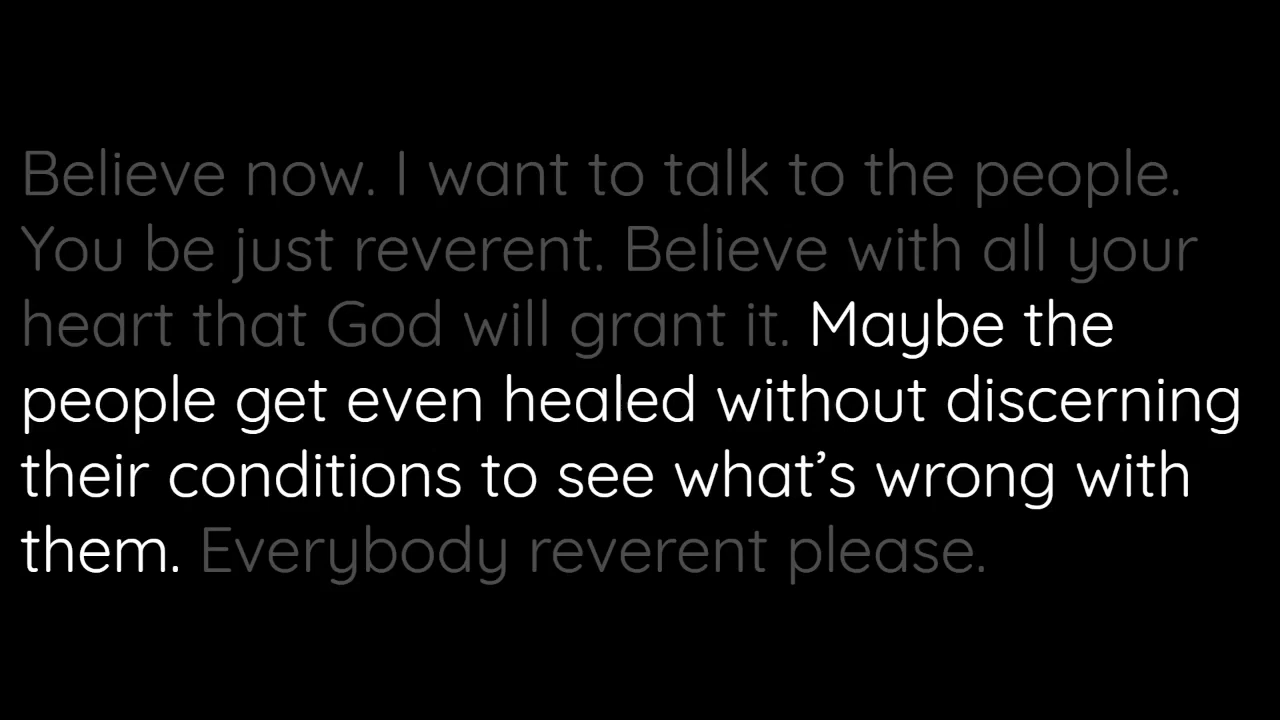 Believe now. I want to talk to the people.
You be just reverent. Believe with all your
heart that God will grant it. Maybe the
people get even healed without discerning
their conditions to see what’s wrong with
them. Everybody reverent please.